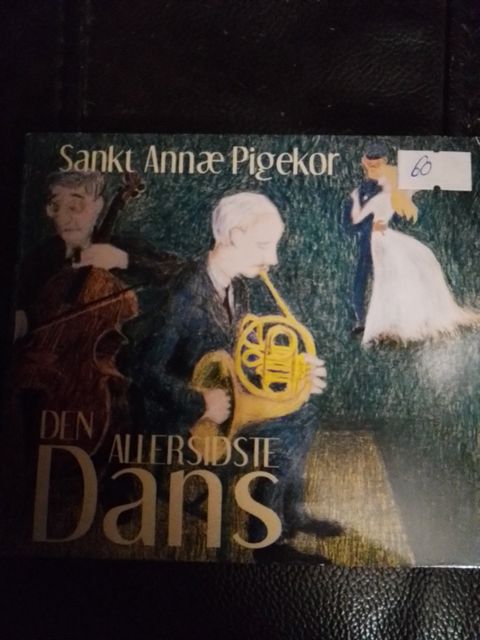 Sankt Annæ Pigekor
60
DEN ALLERSIDSTE
Dans